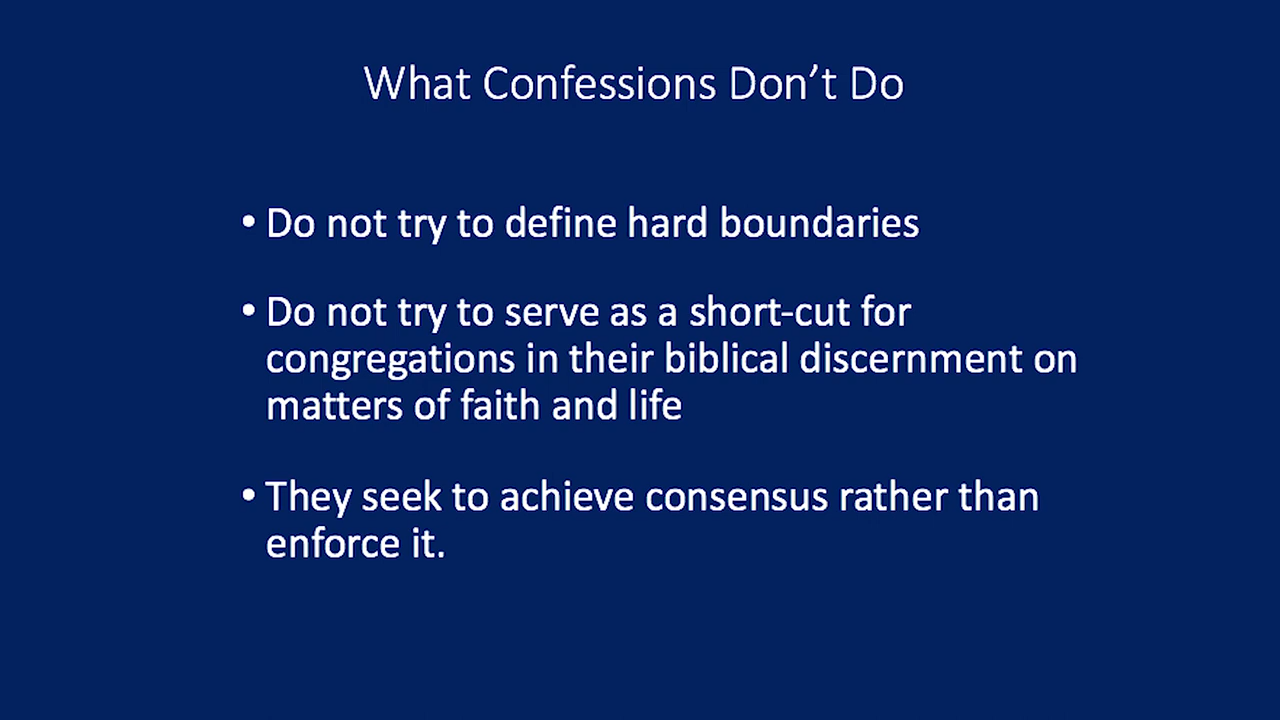 What Confessions Don’t Do
• Do not try to define hard boundaries
• Do not try to serve as a short-cut for
congregations in their biblical discernment on
matters of faith and life
• They seek to achieve consensus rather than
enforce it.